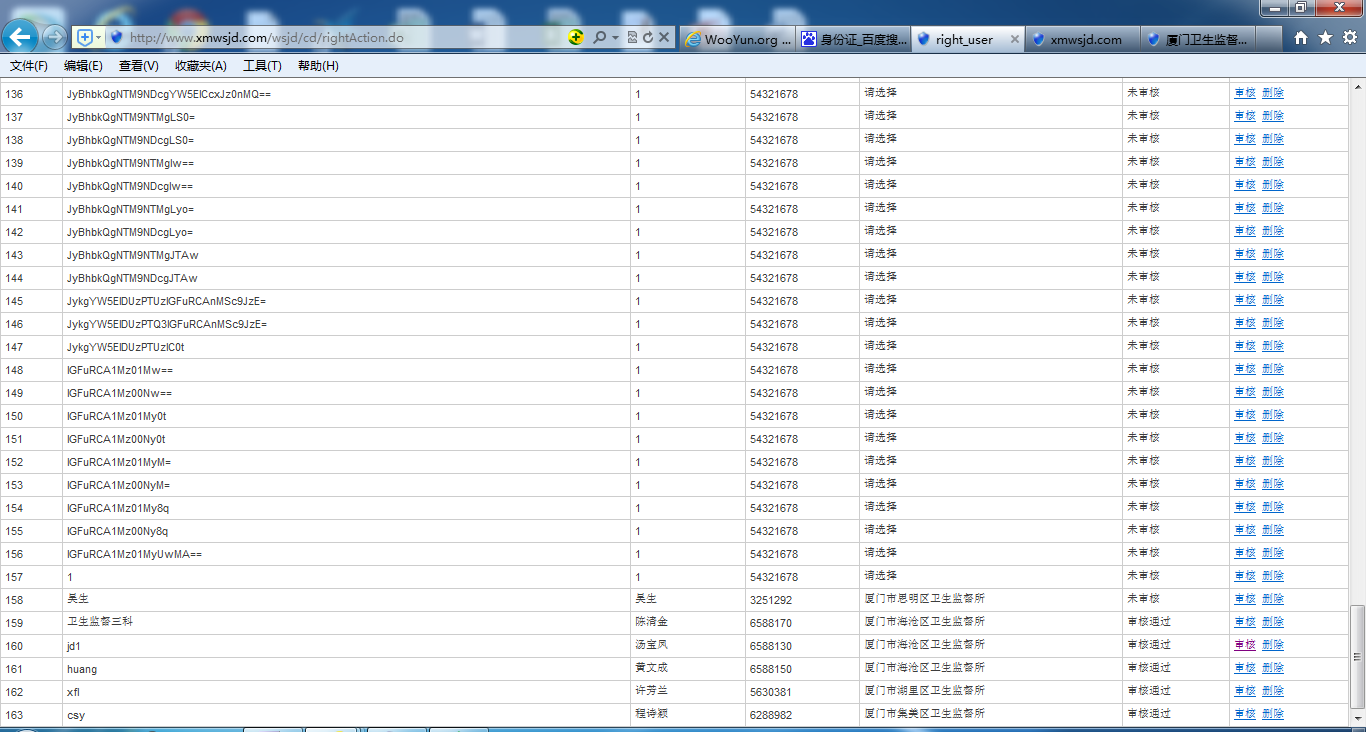 http://www.xmwsjd.com/wsjd/cd/rightAction.do
WooYun.org ...
身份证_百度搜...
right_user
xmwsjd.com
厦门卫生监督...
文件(F) 编辑(E) 查看(V) 收藏夹(A) 工具(T) 帮助(H)
136 JyBhbkQgNTM9NDcgYW5EICcxJz0nMQ== 1 54321678 请选择 未审核 审核 删除
137 JyBhbkQgNTM9NTMgLS0= 1 54321678 请选择 未审核 审核 删除
138 JyBhbkQgNTM9NDcgLS0= 1 54321678 请选择 未审核 审核 删除
139 JyBhbkQgNTM9NTMgIw== 1 54321678 请选择 未审核 审核 删除
140 JyBhbkQgNTM9NDcgIw== 1 54321678 请选择 未审核 审核 删除
141 JyBhbkQgNTM9NTMgLyo= 1 54321678 请选择 未审核 审核 删除
142 JyBhbkQgNTM9NDcgLyo= 1 54321678 请选择 未审核 审核 删除
143 JyBhbkQgNTM9NTMgJTAw 1 54321678 请选择 未审核 审核 删除
144 JyBhbkQgNTM9NDcgJTAw 1 54321678 请选择 未审核 审核 删除
145 JykgYW5EIDUzPTUzIGFuRCAnMSc9JzE= 1 54321678 请选择 未审核 审核 删除
146 JykgYW5EIDUzPTQ3IGFuRCAnMSc9JzE= 1 54321678 请选择 未审核 审核 删除
147 JykgYW5EIDUzPTUzIC0t 1 54321678 请选择 未审核 审核 删除
148 IGFuRCA1Mz01Mw== 1 54321678 请选择 未审核 审核 删除
149 IGFuRCA1Mz00Nw== 1 54321678 请选择 未审核 审核 删除
150 IGFuRCA1Mz01My0t 1 54321678 请选择 未审核 审核 删除
151 IGFuRCA1Mz00Ny0t 1 54321678 请选择 未审核 审核 删除
152 IGFuRCA1Mz01MyM= 1 54321678 请选择 未审核 审核 删除
153 IGFuRCA1Mz00NyM= 1 54321678 请选择 未审核 审核 删除
154 IGFuRCA1Mz01My8q 1 54321678 请选择 未审核 审核 删除
155 IGFuRCA1Mz00Ny8q 1 54321678 请选择 未审核 审核 删除
156 IGFuRCA1Mz01MyUwMA== 1 54321678 请选择 未审核 审核 删除
157 1 1 54321678 请选择 未审核 审核 删除
158 吴生 吴生 3251292 厦门市思明区卫生监督所 未审核 审核 删除
159 卫生监督三科 陈清金 6588170 厦门市海沧区卫生监督所 审核通过 审核 删除
160 jd1 汤宝凤 6588130 厦门市海沧区卫生监督所 审核通过 审核 删除
161 huang 黄文成 6588150 厦门市海沧区卫生监督所 审核通过 审核 删除
162 xfl 许芳兰 5630381 厦门市湖里区卫生监督所 审核通过 审核 删除
163 csy 程诗颖 6288982 厦门市集美区卫生监督所 审核通过 审核 删除